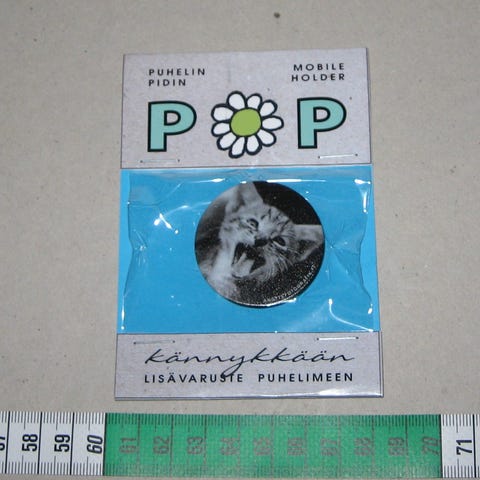 PUHELIN
PIDIN
MOBILE
HOLDER
P P
kännykkään
LISÄVARUSTE PUHELIMEEN
58 59 60 61 62 63 64 65 66 67 68 69 70 71